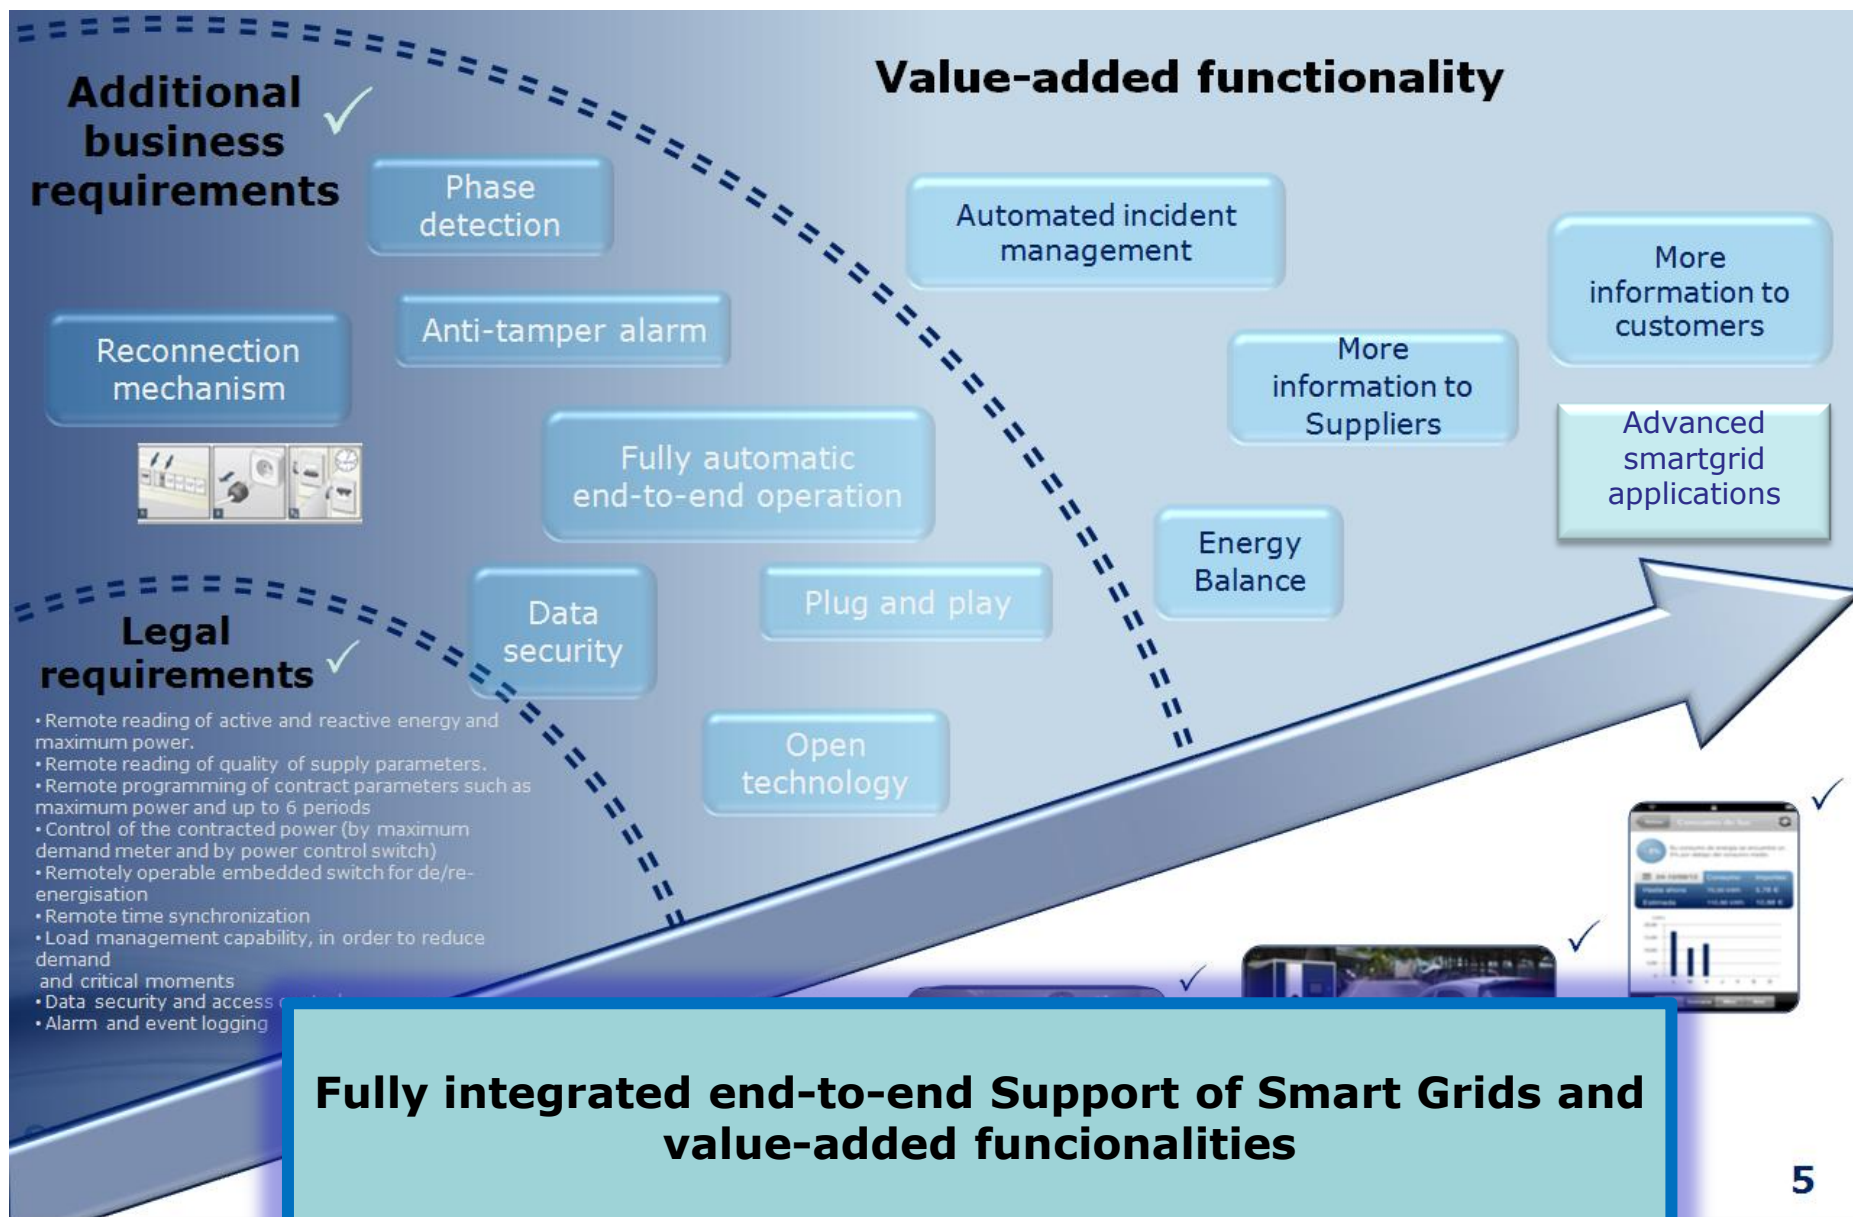 Additional
business
requirements
Value-added functionality
Phase
detection
Automated incident
management
More
information to
customers
Anti-tamper alarm
Reconnection
mechanism
More
information to
Suppliers
Advanced
smartgrid
applications
Fully automatic
end-to-end operation
Energy
Balance
Data
security
Plug and play
Legal
requirements
• Remote reading of active and reactive energy and
maximum power.
• Remote reading of quality of supply parameters.
• Remote programming of contract parameters such as
maximum power and up to 6 periods
• Control of the contracted power (by maximum
demand meter and by power control switch)
• Remotely operable embedded switch for de/re-
energisation
• Remote time synchronization
• Load management capability, in order to reduce
demand
and critical moments
• Data security and access
• Alarm and event logging
Open
technology
Fully integrated end-to-end Support of Smart Grids and
value-added funcionalities
5